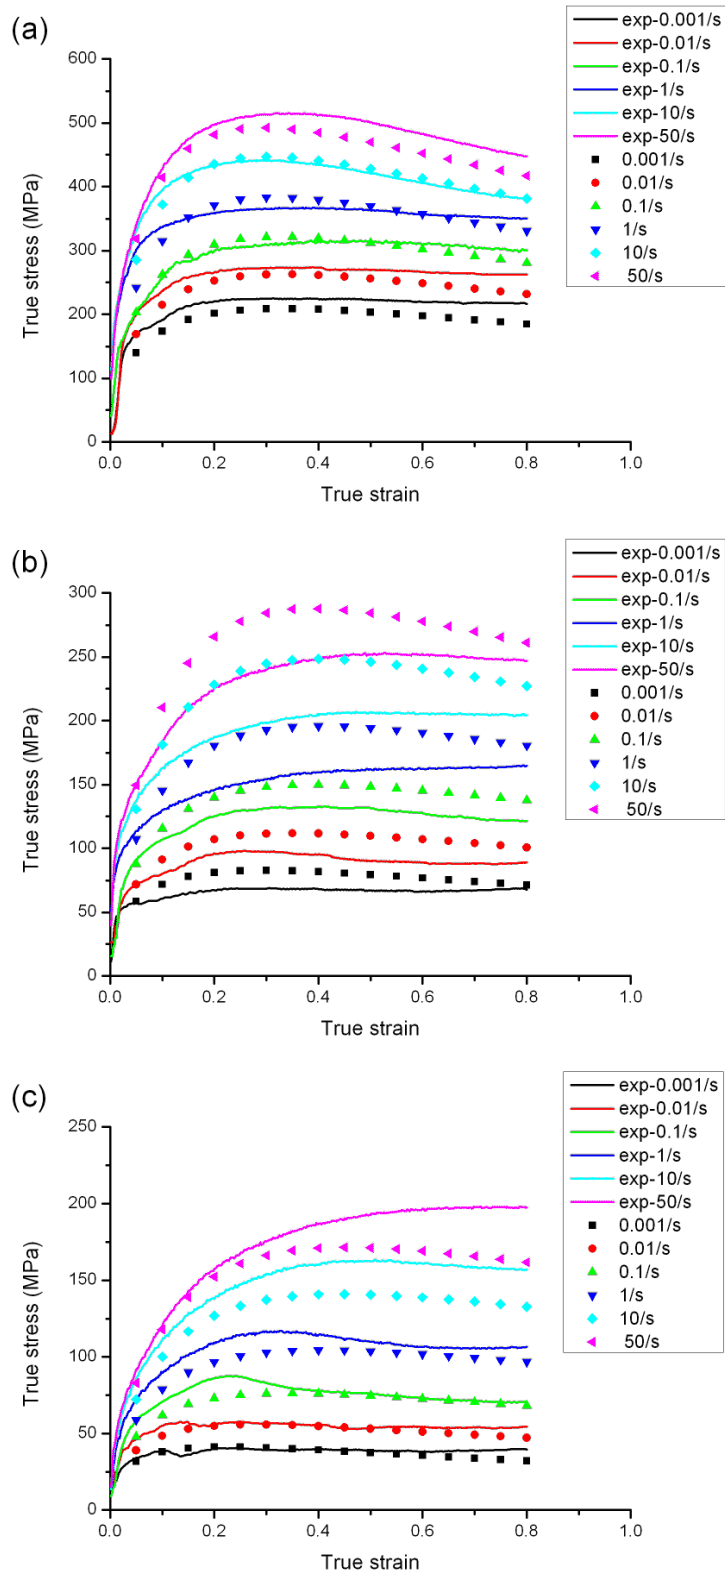 (a)
exp-0.001/s
exp-0.01/s
exp-0.1/s
exp-1/s
exp-10/s
exp-50/s
0.001/s
0.01/s
0.1/s
1/s
10/s
50/s
600
500
400
300
200
100
0
True stress (MPa)
0.0 0.2 0.4 0.6 0.8 1.0
True strain
(b)
exp-0.001/s
exp-0.01/s
exp-0.1/s
exp-1/s
exp-10/s
exp-50/s
0.001/s
0.01/s
0.1/s
1/s
10/s
50/s
300
250
200
150
100
50
0
True stress (MPa)
0.0 0.2 0.4 0.6 0.8 1.0
True strain
(c)
exp-0.001/s
exp-0.01/s
exp-0.1/s
exp-1/s
exp-10/s
exp-50/s
0.001/s
0.01/s
0.1/s
1/s
10/s
50/s
250
200
150
100
50
0
True stress (MPa)
0.0 0.2 0.4 0.6 0.8 1.0
True strain